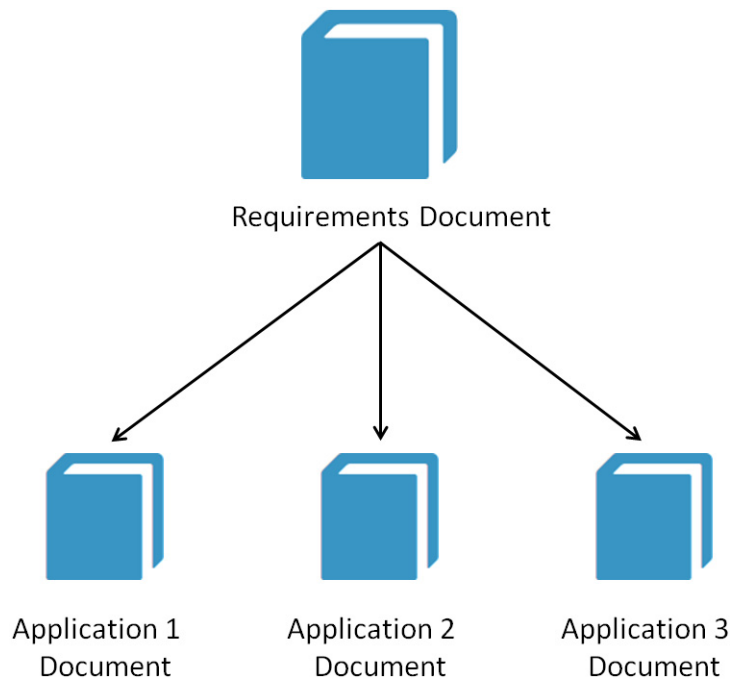 Requirements Document
Application 1
Document
Application 2
Document
Application 3
Document